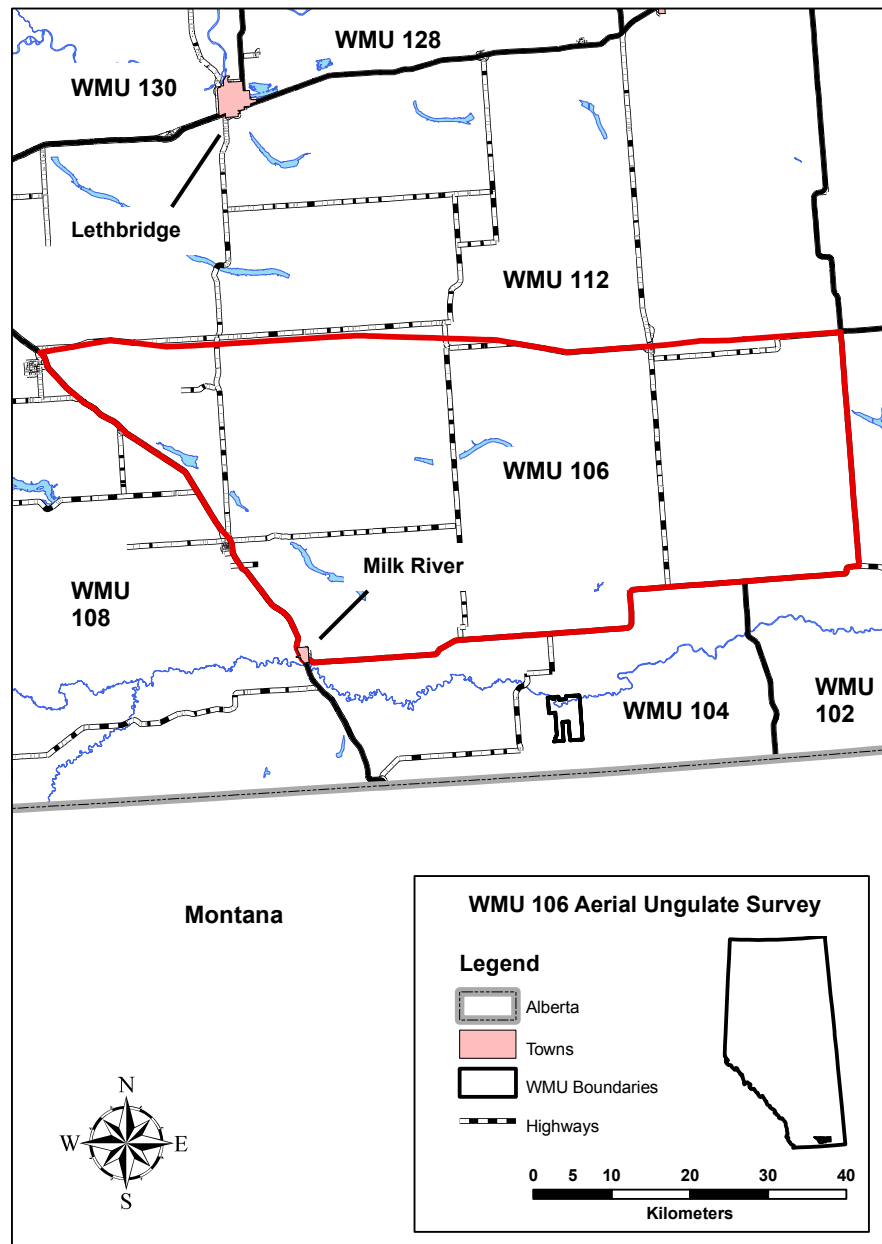 WMU 128
WMU 130
Lethbridge
WMU 112
WMU 106
Milk River
WMU
108
WMU 104
WMU
102
Montana
WMU 106 Aerial Ungulate Survey
Legend
Alberta
Towns
WMU Boundaries
Highways
N
W
E
S
0 5 10 20 30 40
Kilometers